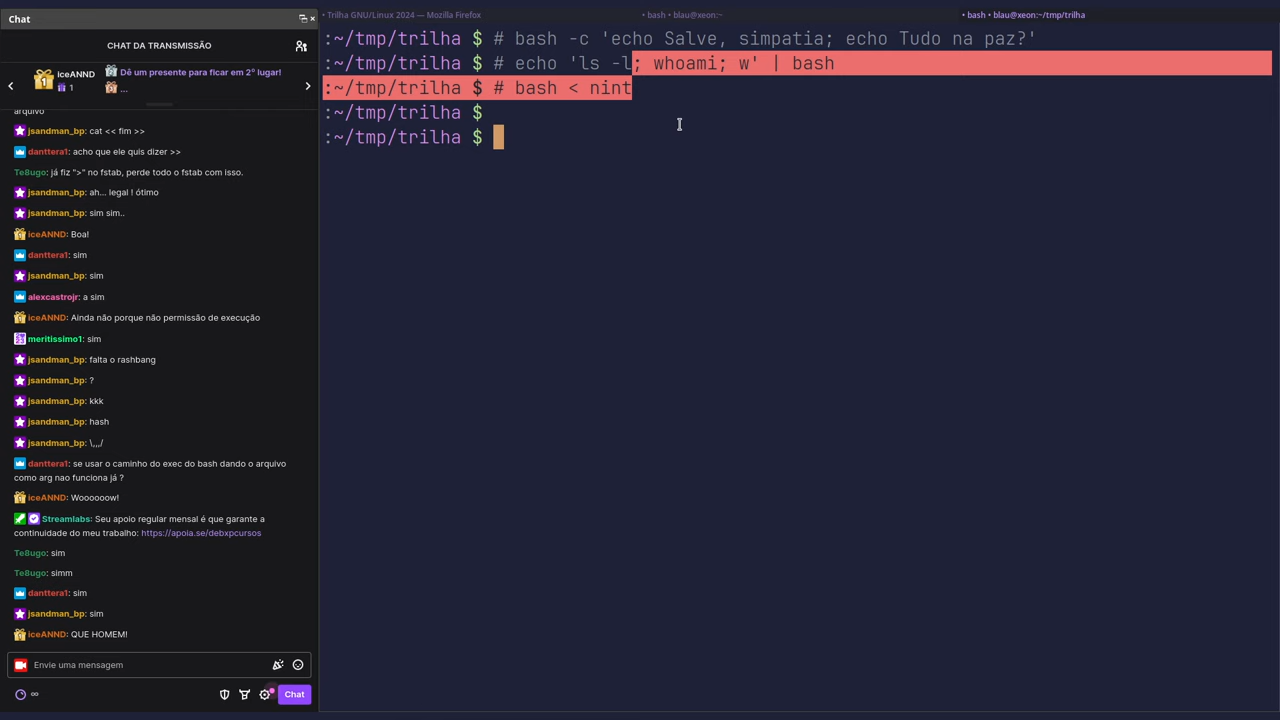 Chat
CHAT DA TRANSMISSÃO
iceANND
1
Dê um presente para ficar em 2º lugar!
...
arquivo
jsandman_bp: cat << fim >>
danttera1: acho que ele quis dizer >>
Te8ugo: já fiz ">" no fstab, perde todo o fstab com isso.
jsandman_bp: ah... legal ! ótimo
jsandman_bp: sim sim..
iceANND: Boa!
danttera1: sim
jsandman_bp: sim
alexcastrojr: a sim
iceANND: Ainda não porque não permissão de execução
meritissimo1: sim
jsandman_bp: falta o rashbang
jsandman_bp: ?
jsandman_bp: kkk
jsandman_bp: hash
jsandman_bp: \,,,/
danttera1: se usar o caminho do exec do bash dando o arquivo
como arg nao funciona já ?
iceANND: Woooooow!
Streamlabs: Seu apoio regular mensal é que garante a
continuidade do meu trabalho: https://apoia.se/debxpcursos
Te8ugo: sim
Te8ugo: simm
danttera1: sim
jsandman_bp: sim
iceANND: QUE HOMEM!
Envie uma mensagem
∞
Chat
• Trilha GNU/Linux 2024 — Mozilla Firefox
• bash • blau@xeon:~
• bash • blau@xeon:~/tmp/trilha
:~/tmp/trilha $ # bash -c 'echo Salve, simpatia; echo Tudo na paz?'
:~/tmp/trilha $ # echo 'ls -l; whoami; w' | bash
:~/tmp/trilha $ # bash < nint
:~/tmp/trilha $
:~/tmp/trilha $